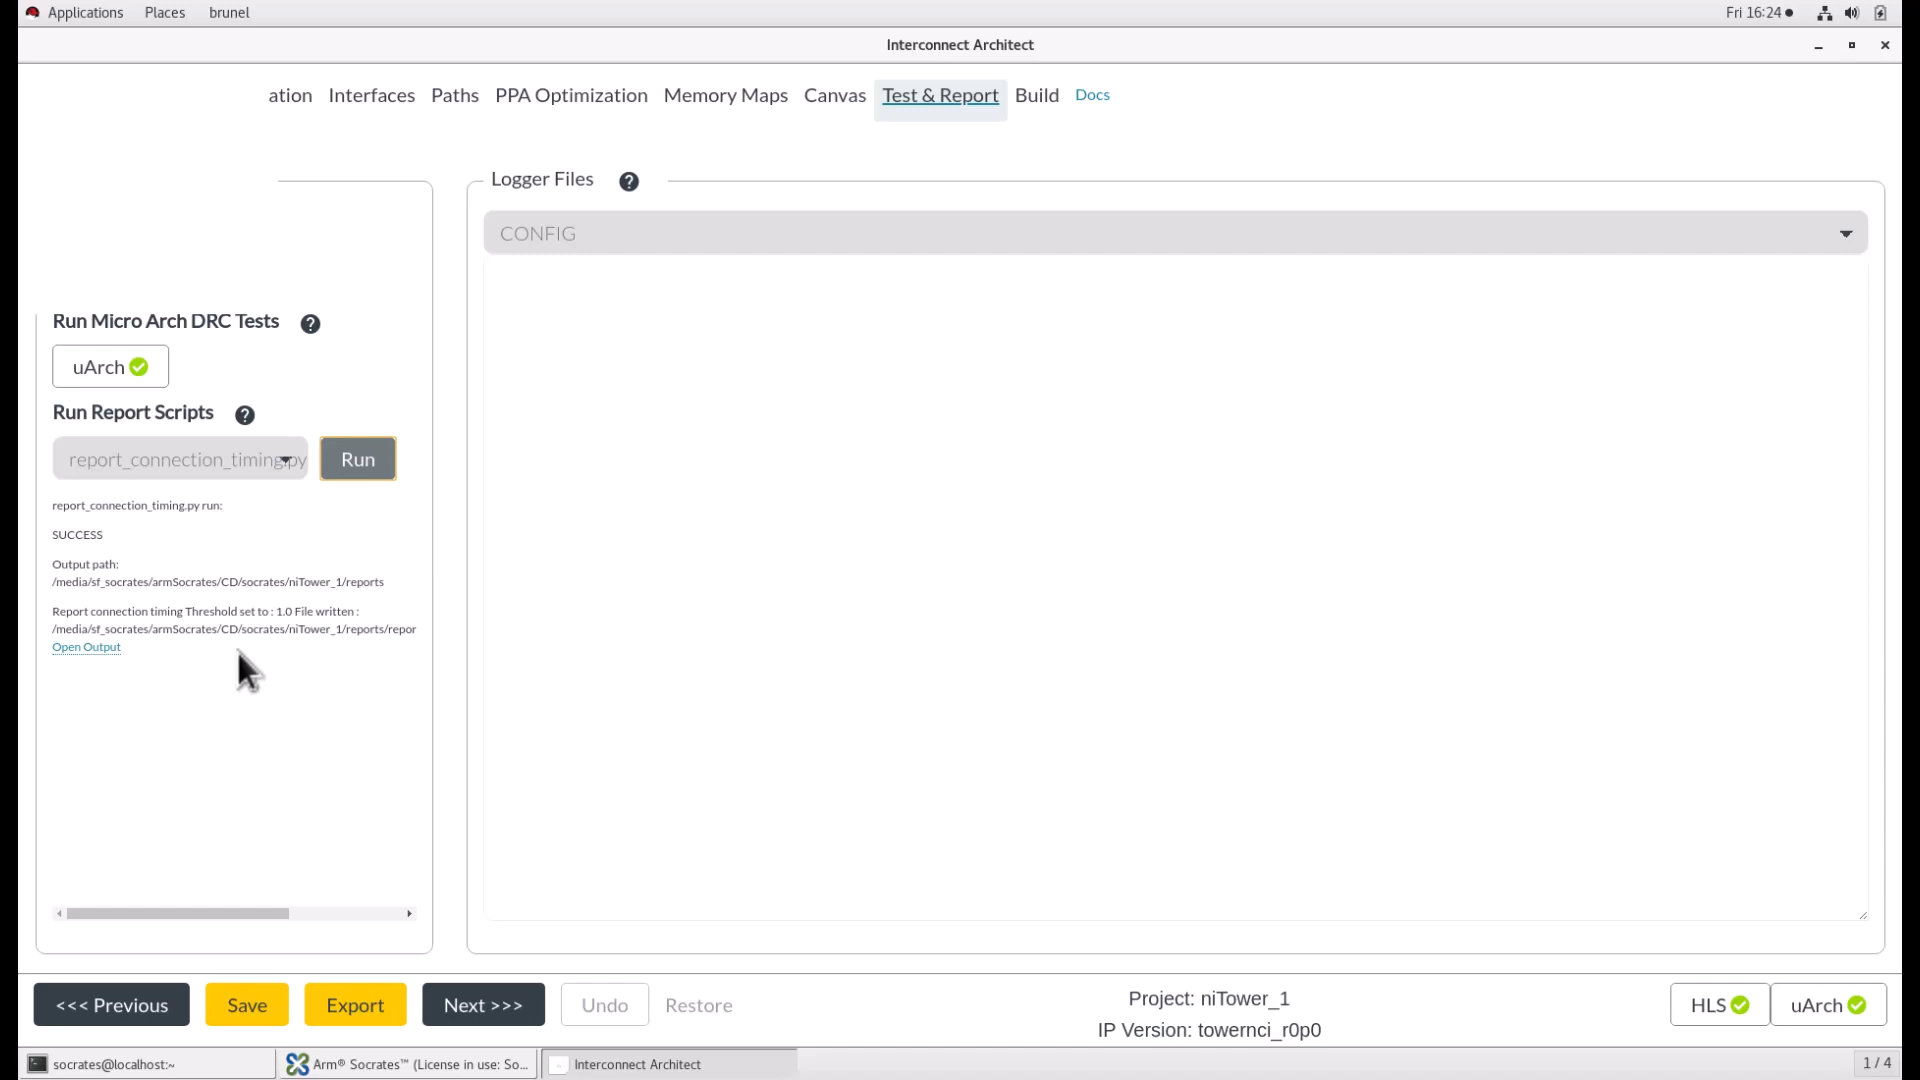 Applications Places brunel Fri 16:24
Interconnect Architect
ation Interfaces Paths PPA Optimization Memory Maps Canvas Test & Report Build Docs
Logger Files
CONFIG
Run Micro Arch DRC Tests
uArch
Run Report Scripts
report_connection_timing.py Run
report_connection_timing.py run:
SUCCESS
Output path:
/media/sf_socrates/armSocrates/CD/socrates/niTower_1/reports
Report connection timing Threshold set to : 1.0 File written :
/media/sf_socrates/armSocrates/CD/socrates/niTower_1/reports/repor
Open Output
<<< Previous Save Export Next >>> Undo Restore
Project: niTower_1
IP Version: towernci_r0p0
HLS uArch
socrates@localhost:~ Arm® Socrates™ (License in use: So... Interconnect Architect 1 / 4